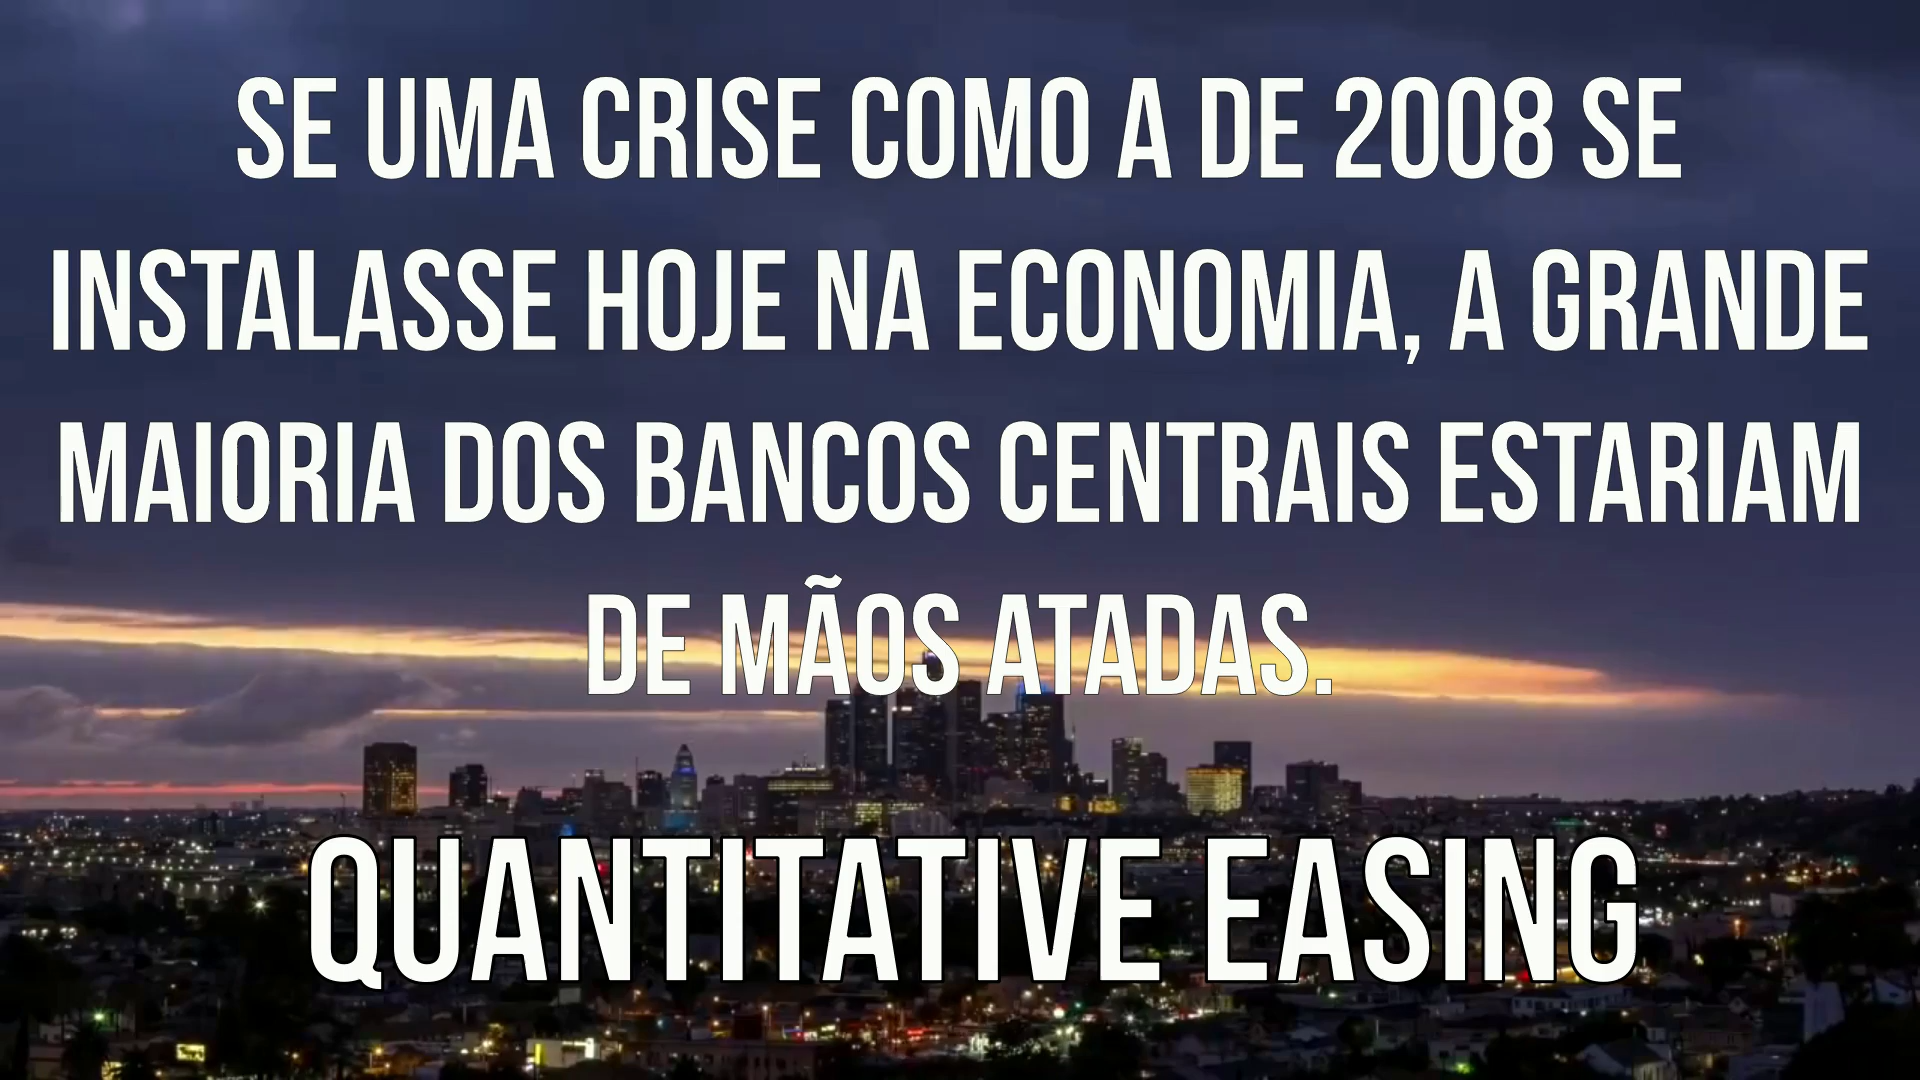 SE UMA CRISE COMO A DE 2008 SE
INSTALASSE HOJE NA ECONOMIA, A GRANDE
MAIORIA DOS BANCOS CENTRAIS ESTARIAM
DE MÃOS ATADAS.
QUANTITATIVE EASING